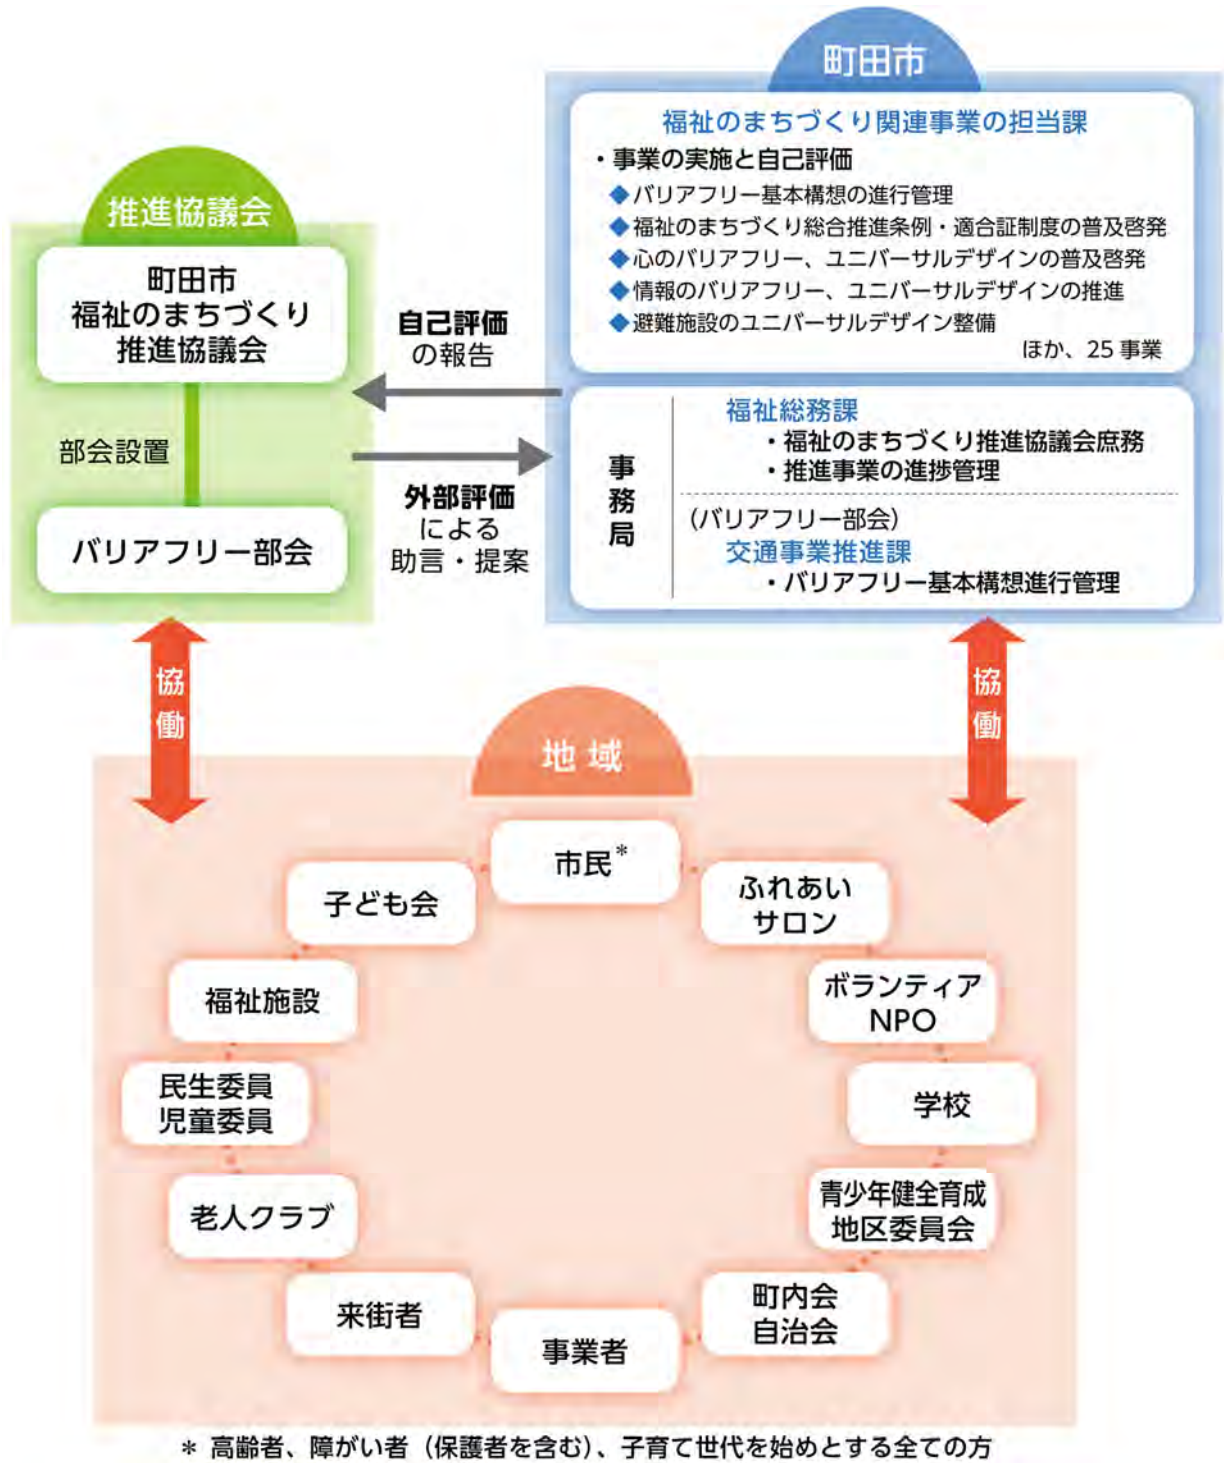 町田市
福祉のまちづくり関連事業の担当課
・事業の実施と自己評価
◆バリアフリー基本構想の進行管理
◆福祉のまちづくり総合推進条例・適合証制度の普及啓発
◆心のバリアフリー、ユニバーサルデザインの普及啓発
◆情報のバリアフリー、ユニバーサルデザインの推進
◆避難施設のユニバーサルデザイン整備
ほか、25 事業
推進協議会
町田市
福祉のまちづくり
推進協議会
部会設置
バリアフリー部会
自己評価
の報告
外部評価
による
助言・提案
事務局
福祉総務課
・福祉のまちづくり推進協議会庶務
・推進事業の進捗管理
(バリアフリー部会)
交通事業推進課
・バリアフリー基本構想進行管理
協働
協働
地域
市民*
ふれあい
サロン
ボランティア
NPO
学校
青少年健全育成
地区委員会
町内会
自治会
事業者
来街者
老人クラブ
民生委員
児童委員
福祉施設
子ども会
* 高齢者、障がい者(保護者を含む)、子育て世代を始めとする全ての方